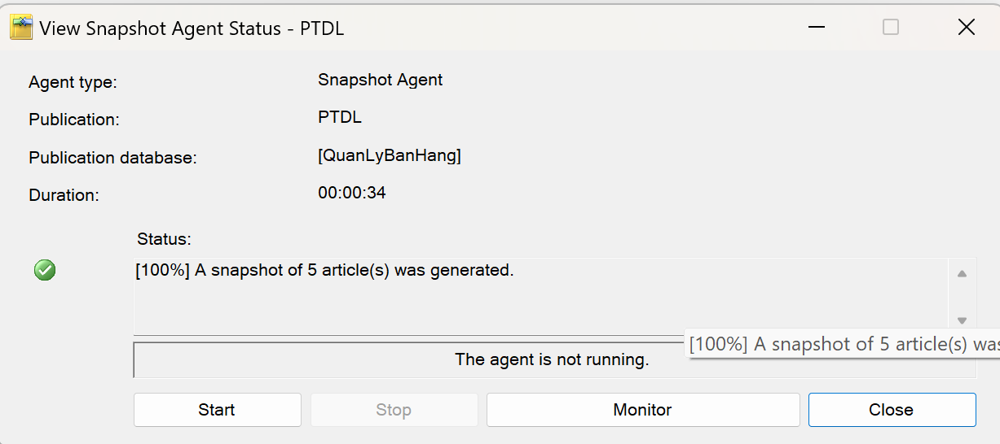 View Snapshot Agent Status - PTDL
Agent type: Snapshot Agent
Publication: PTDL
Publication database: [QuanLyBanHang]
Duration: 00:00:34
Status:
[100%] A snapshot of 5 article(s) was generated.
[100%] A snapshot of 5 article(s) was
The agent is not running.
Start Stop Monitor Close